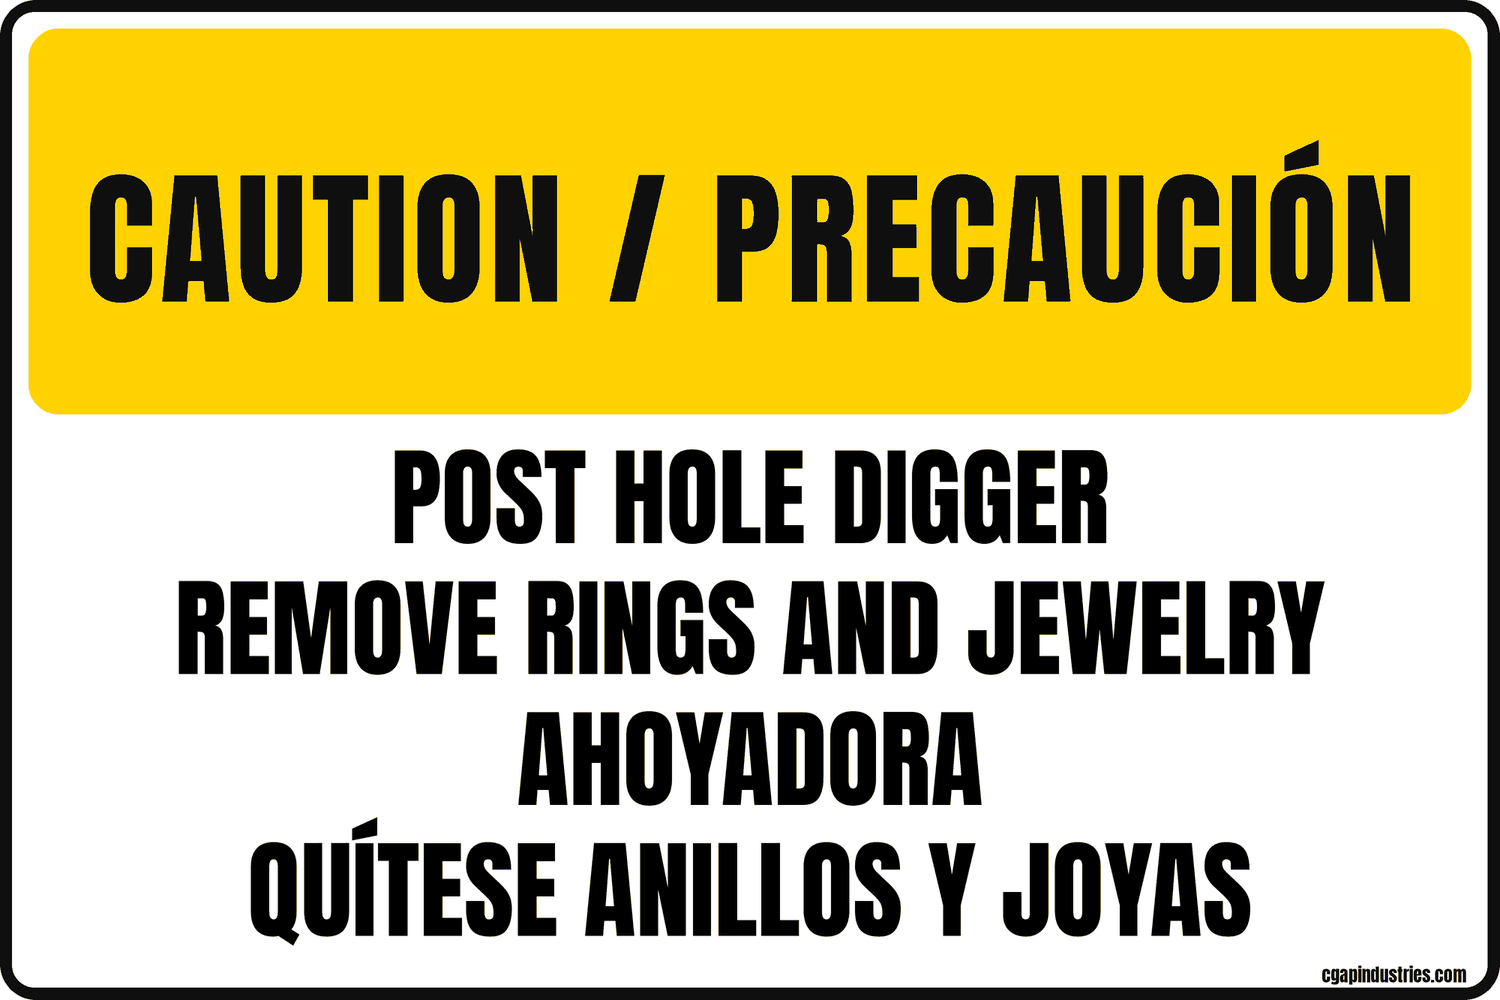 CAUTION / PRECAUCIÓN
POST HOLE DIGGER
REMOVE RINGS AND JEWELRY
AHOYADORA
QUÍTESE ANILLOS Y JOYAS
cgapindustries.com